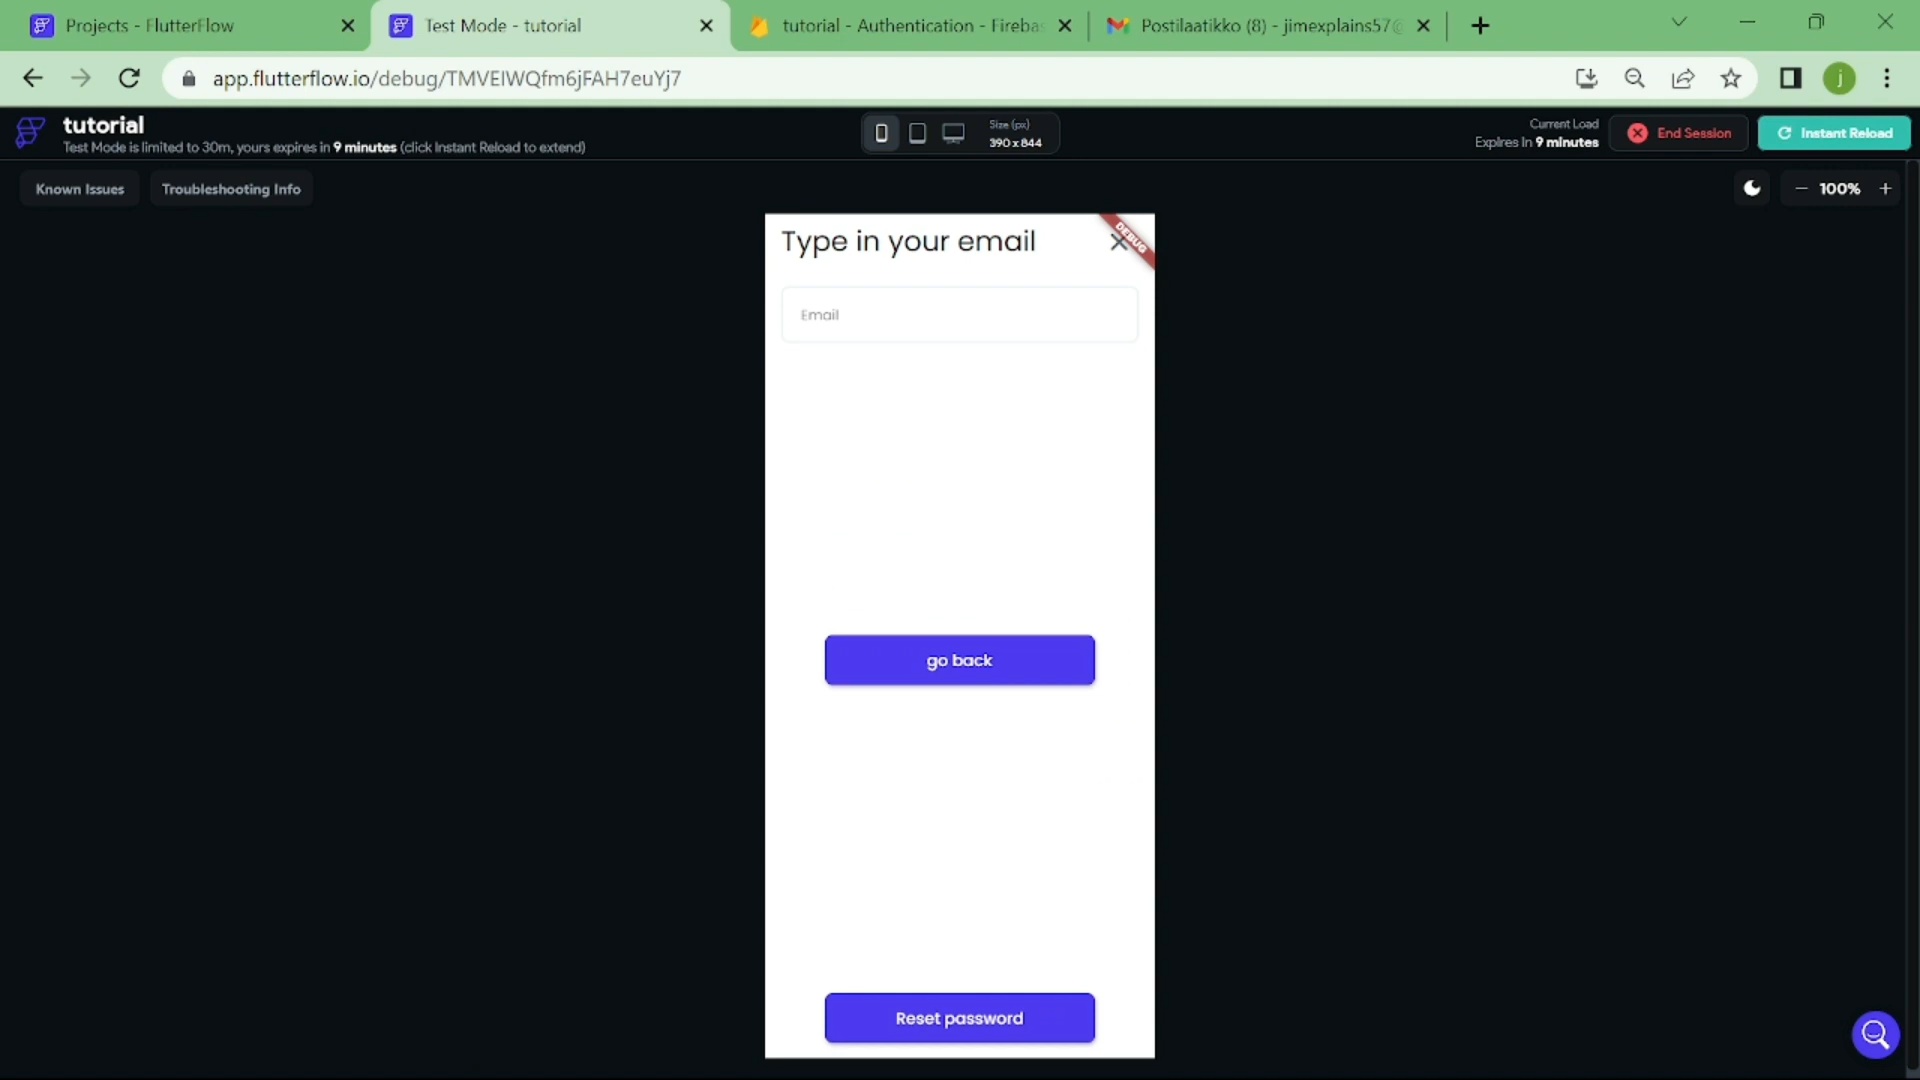 Projects - FlutterFlow
Test Mode - tutorial
tutorial - Authentication - Firebas
Postilaatikko (8) - jimexplains57@
app.flutterflow.io/debug/TMVEIWQfm6jFAH7euYj7
j
tutorial
Test Mode is limited to 30m, yours expires in 9 minutes (click Instant Reload to extend)
Size (px)
390 x 844
Current Load
Expires in 9 minutes
End Session
Instant Reload
Known Issues
Troubleshooting Info
100%
Type in your email
DEBUG
Email
go back
Reset password